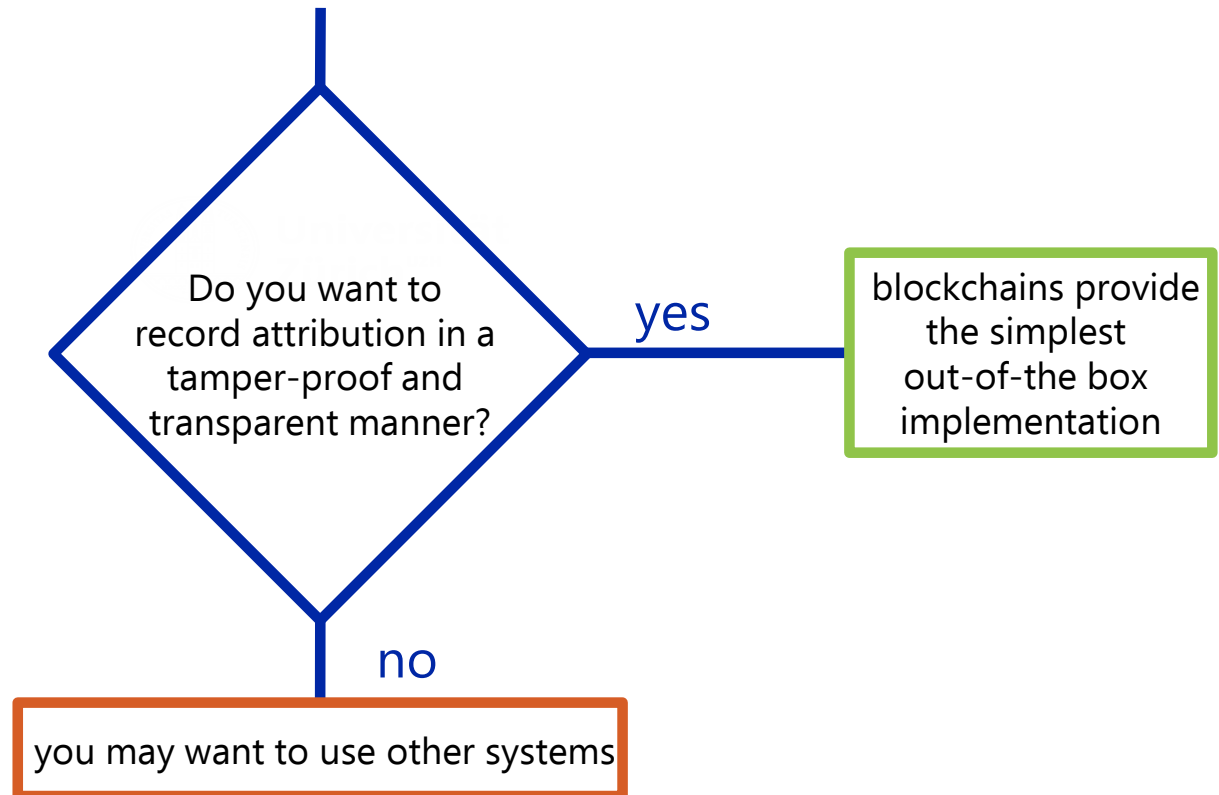 Do you want to
record attribution in a
tamper-proof and
transparent manner?
yes
blockchains provide
the simplest
out-of-the box
implementation
no
you may want to use other systems